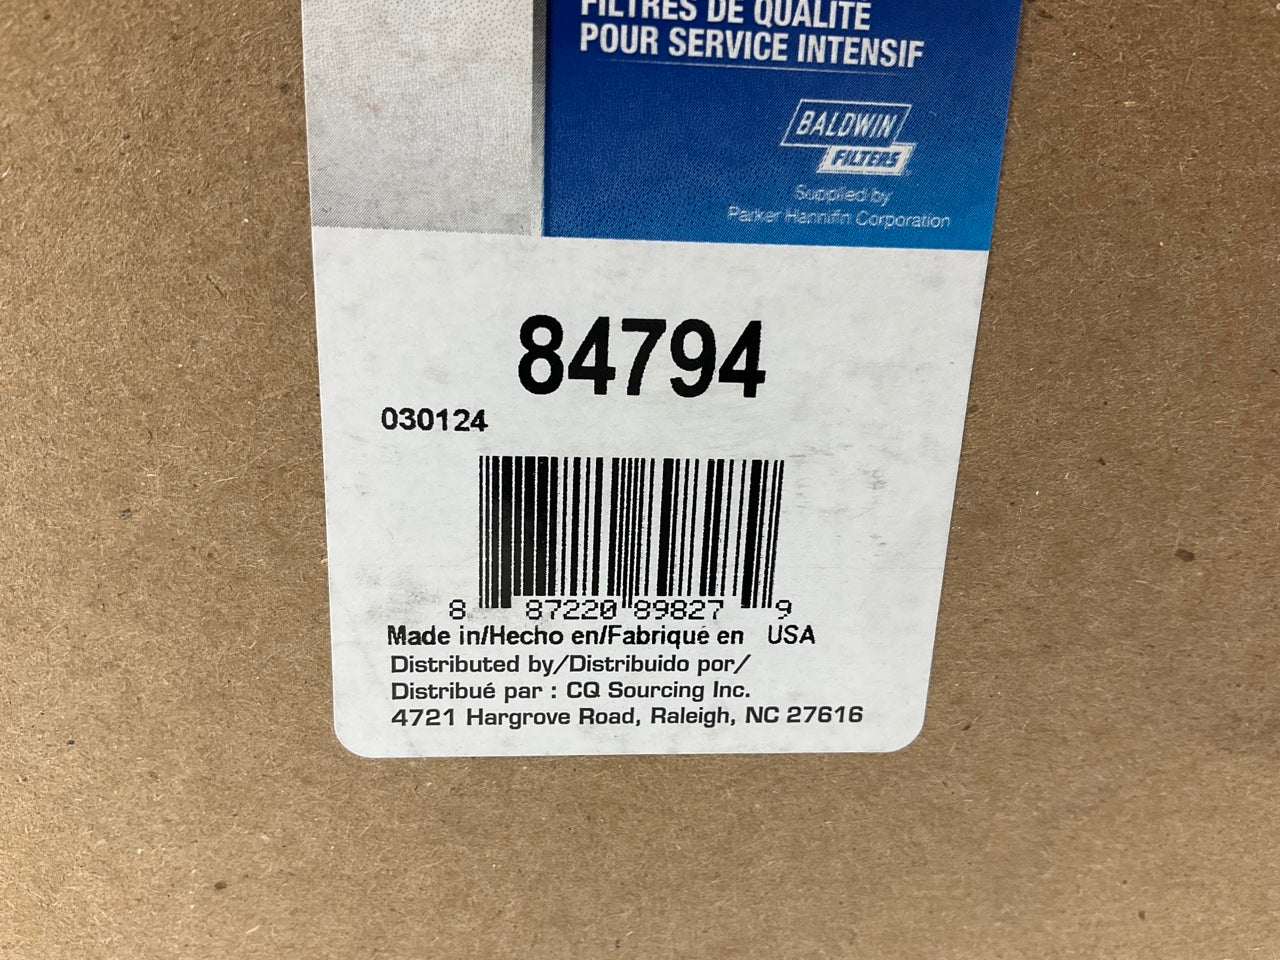 FILTRES DE QUALITÉ
POUR SERVICE INTENSIF
BALDWIN
FILTERS
Supplied by
Parker Hannifin Corporation
84794
030124
8 87220 89827 9
Made in/Hecho en/Fabriqué en USA
Distributed by/Distribuido por/
Distribué par : CQ Sourcing Inc.
4721 Hargrove Road, Raleigh, NC 27616